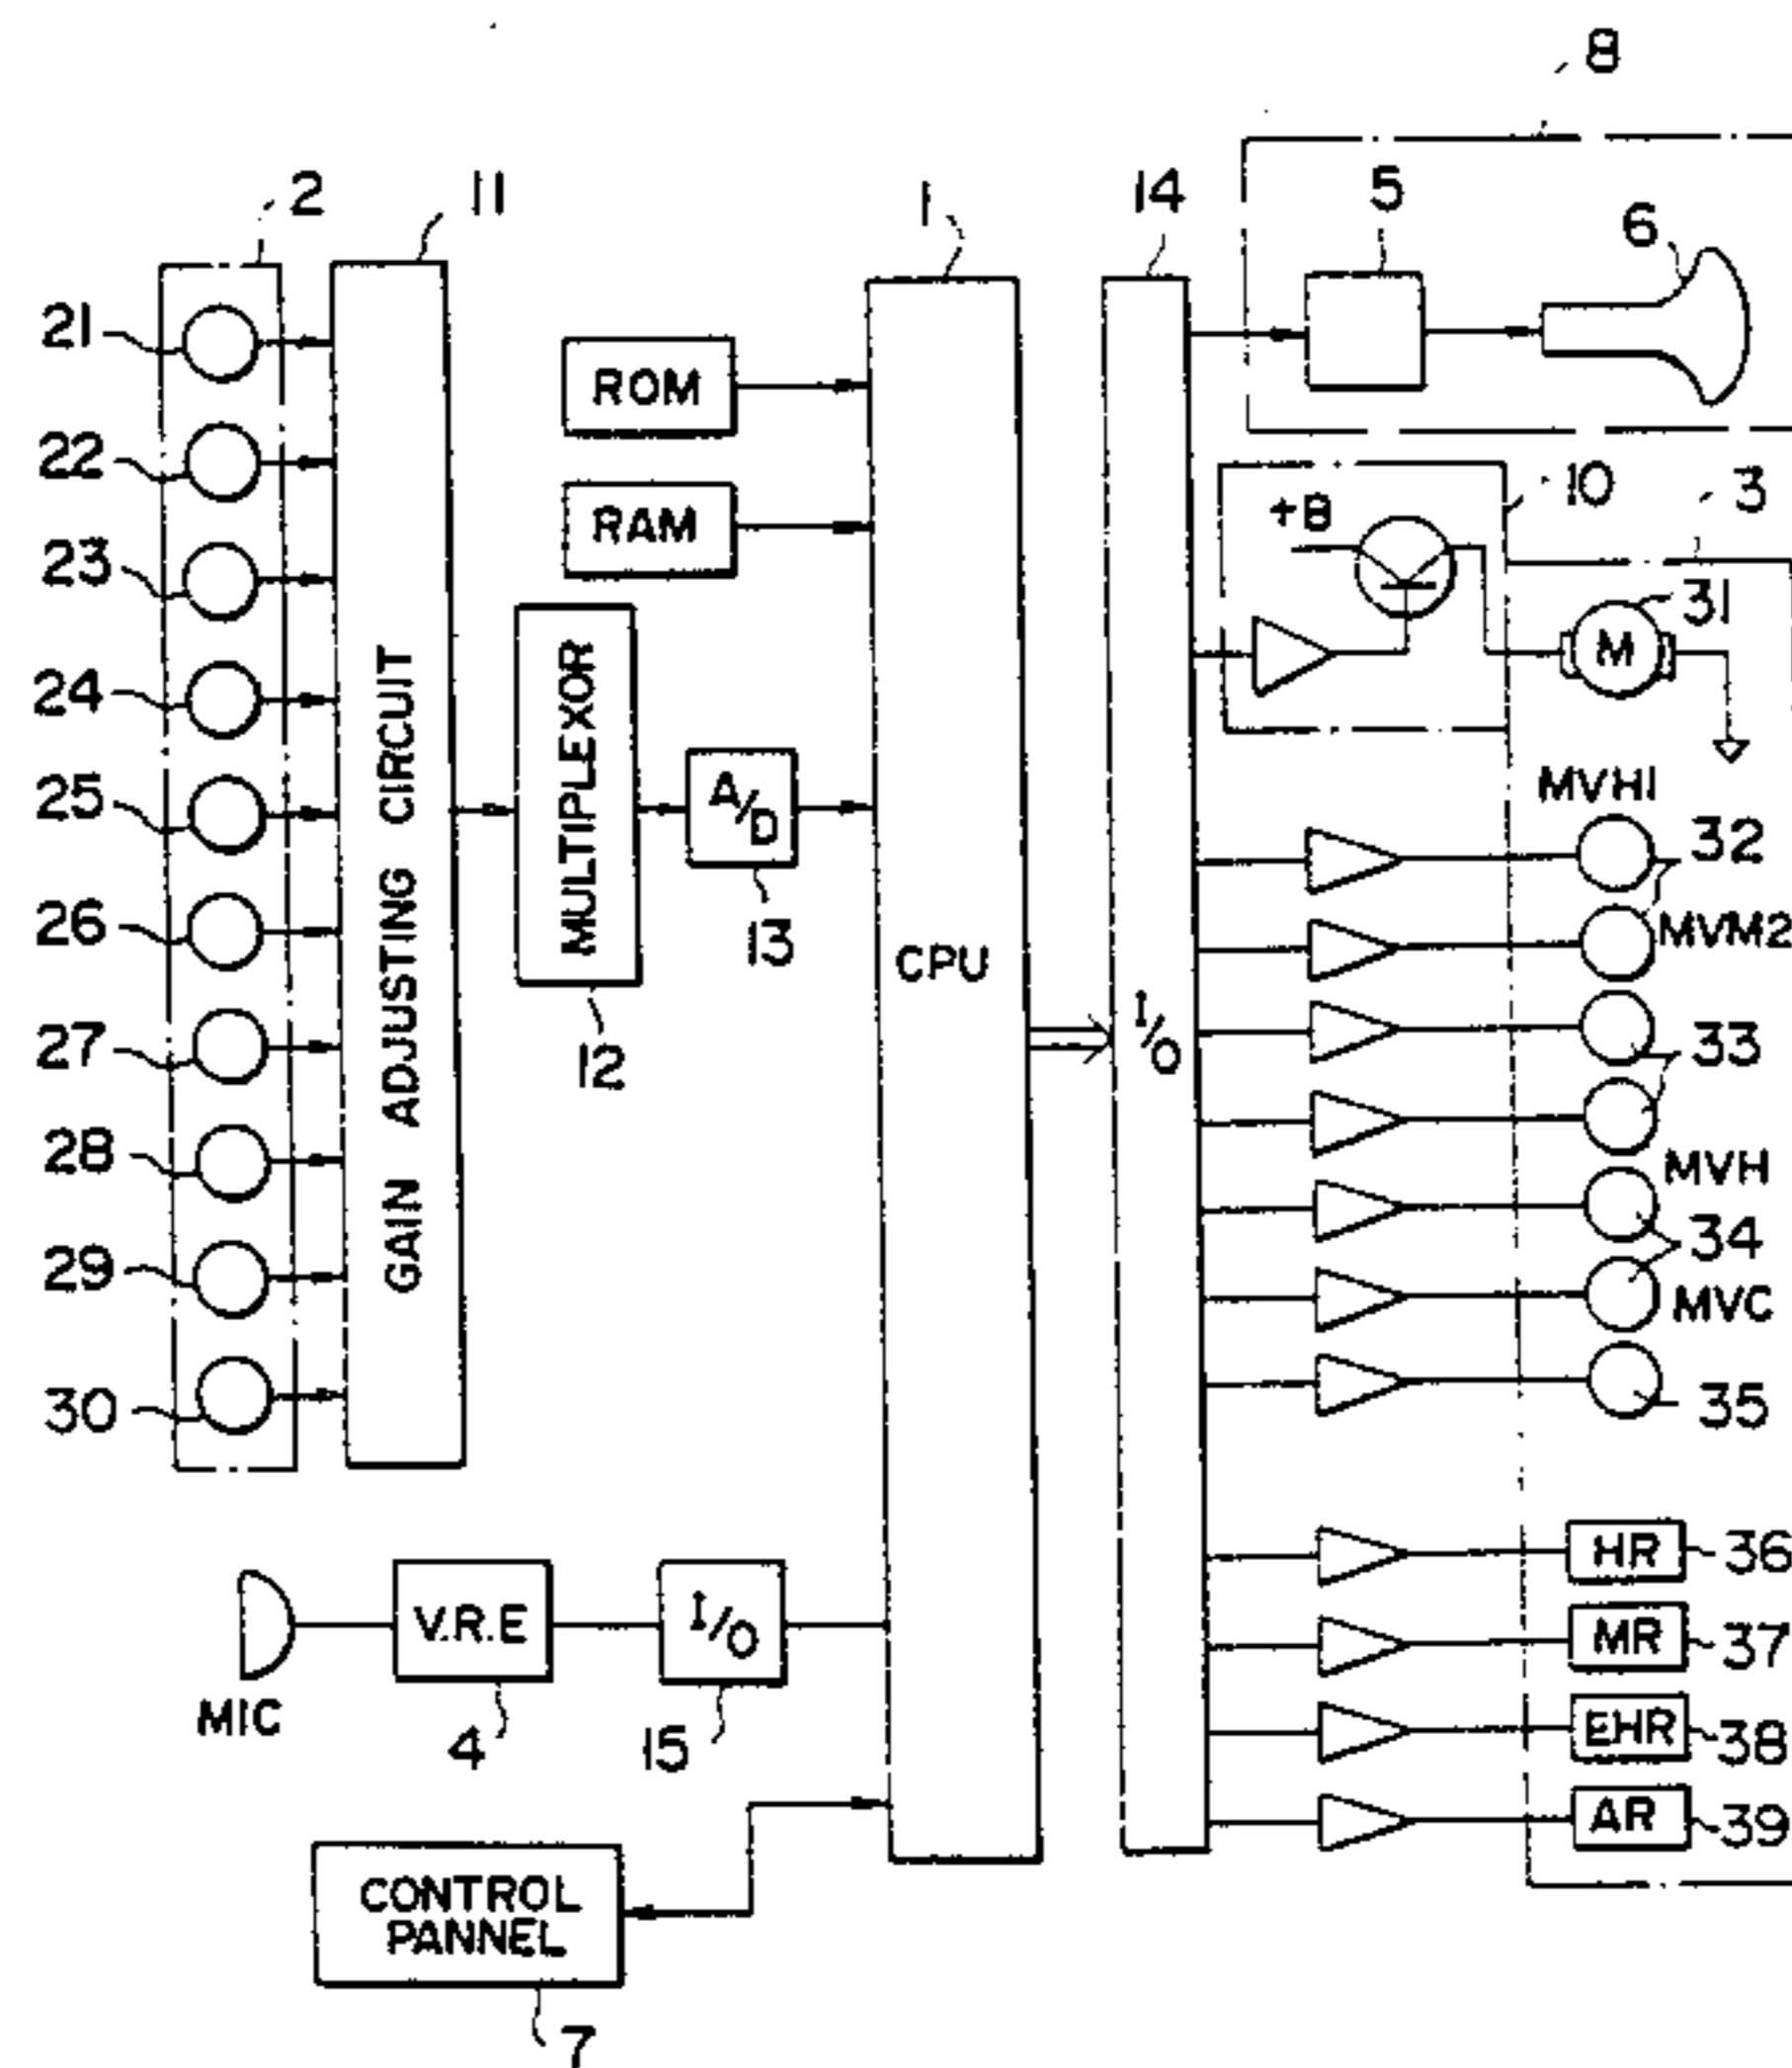 8
2
11
1
14
5
6
21
22
23
24
25
26
27
28
29
30
GAIN ADJUSTING CIRCUIT
ROM
RAM
MULTIPLEXOR
12
A/D
13
CPU
I/O
+B
10
3
31
M
MVH1
32
MVM2
33
MVH
34
MVC
35
HR
36
MR
37
EHR
38
AR
39
MIC
V.R.E
4
I/O
15
CONTROL
PANNEL
7